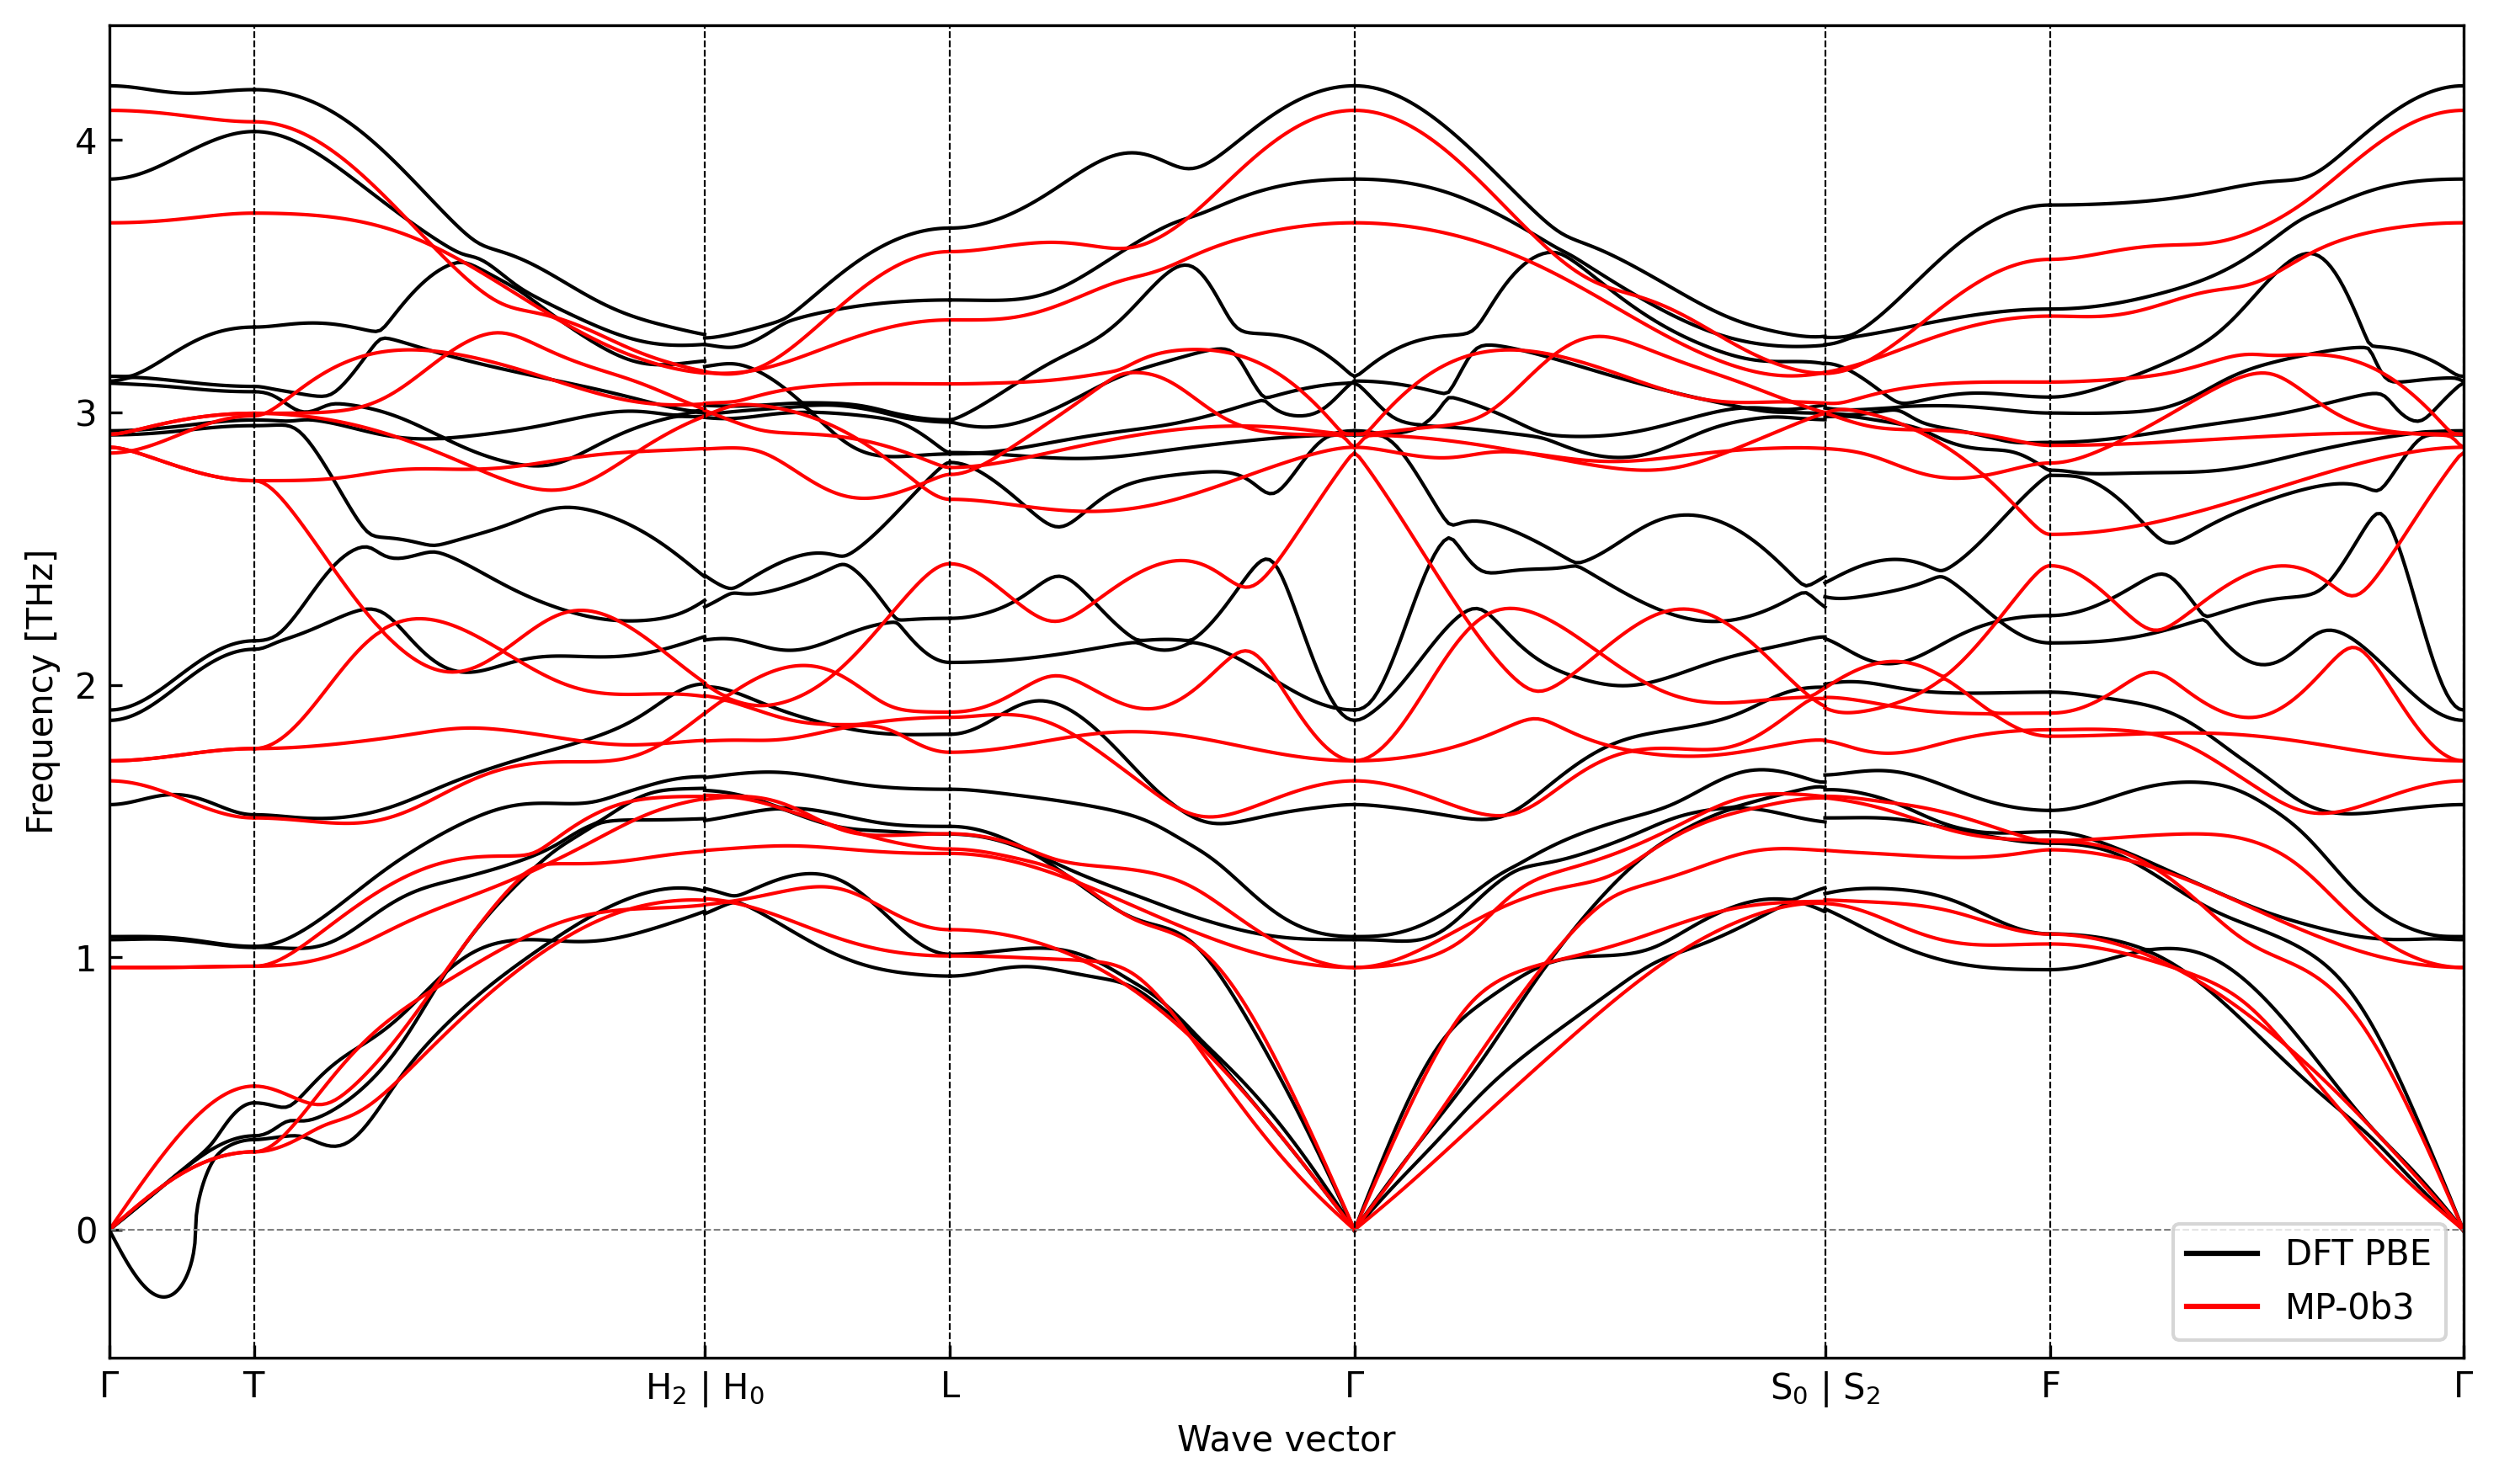 Frequency [THz]
4
3
2
1
0
DFT PBE
MP-0b3
Γ T H₂ | H₀ L Γ S₀ | S₂ F Γ
Wave vector